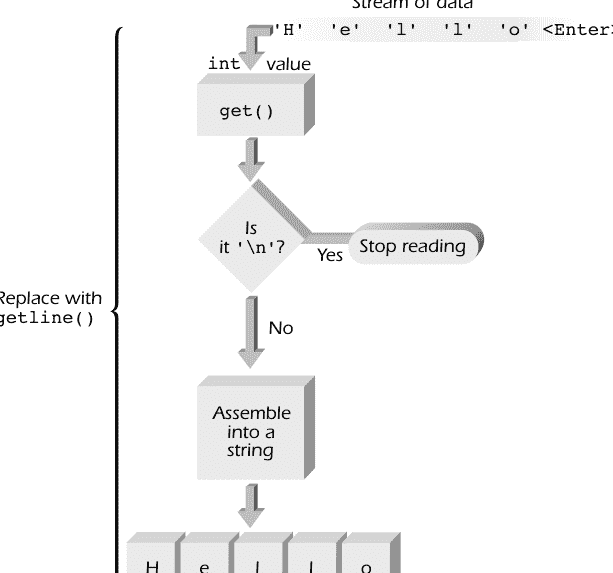 Stream of data
'H' 'e' 'l' 'l' 'o' <Enter>
int value
get()
Is
it '\n'?
Yes
Stop reading
Replace with
getline()
No
Assemble
into a
string
H e l l o